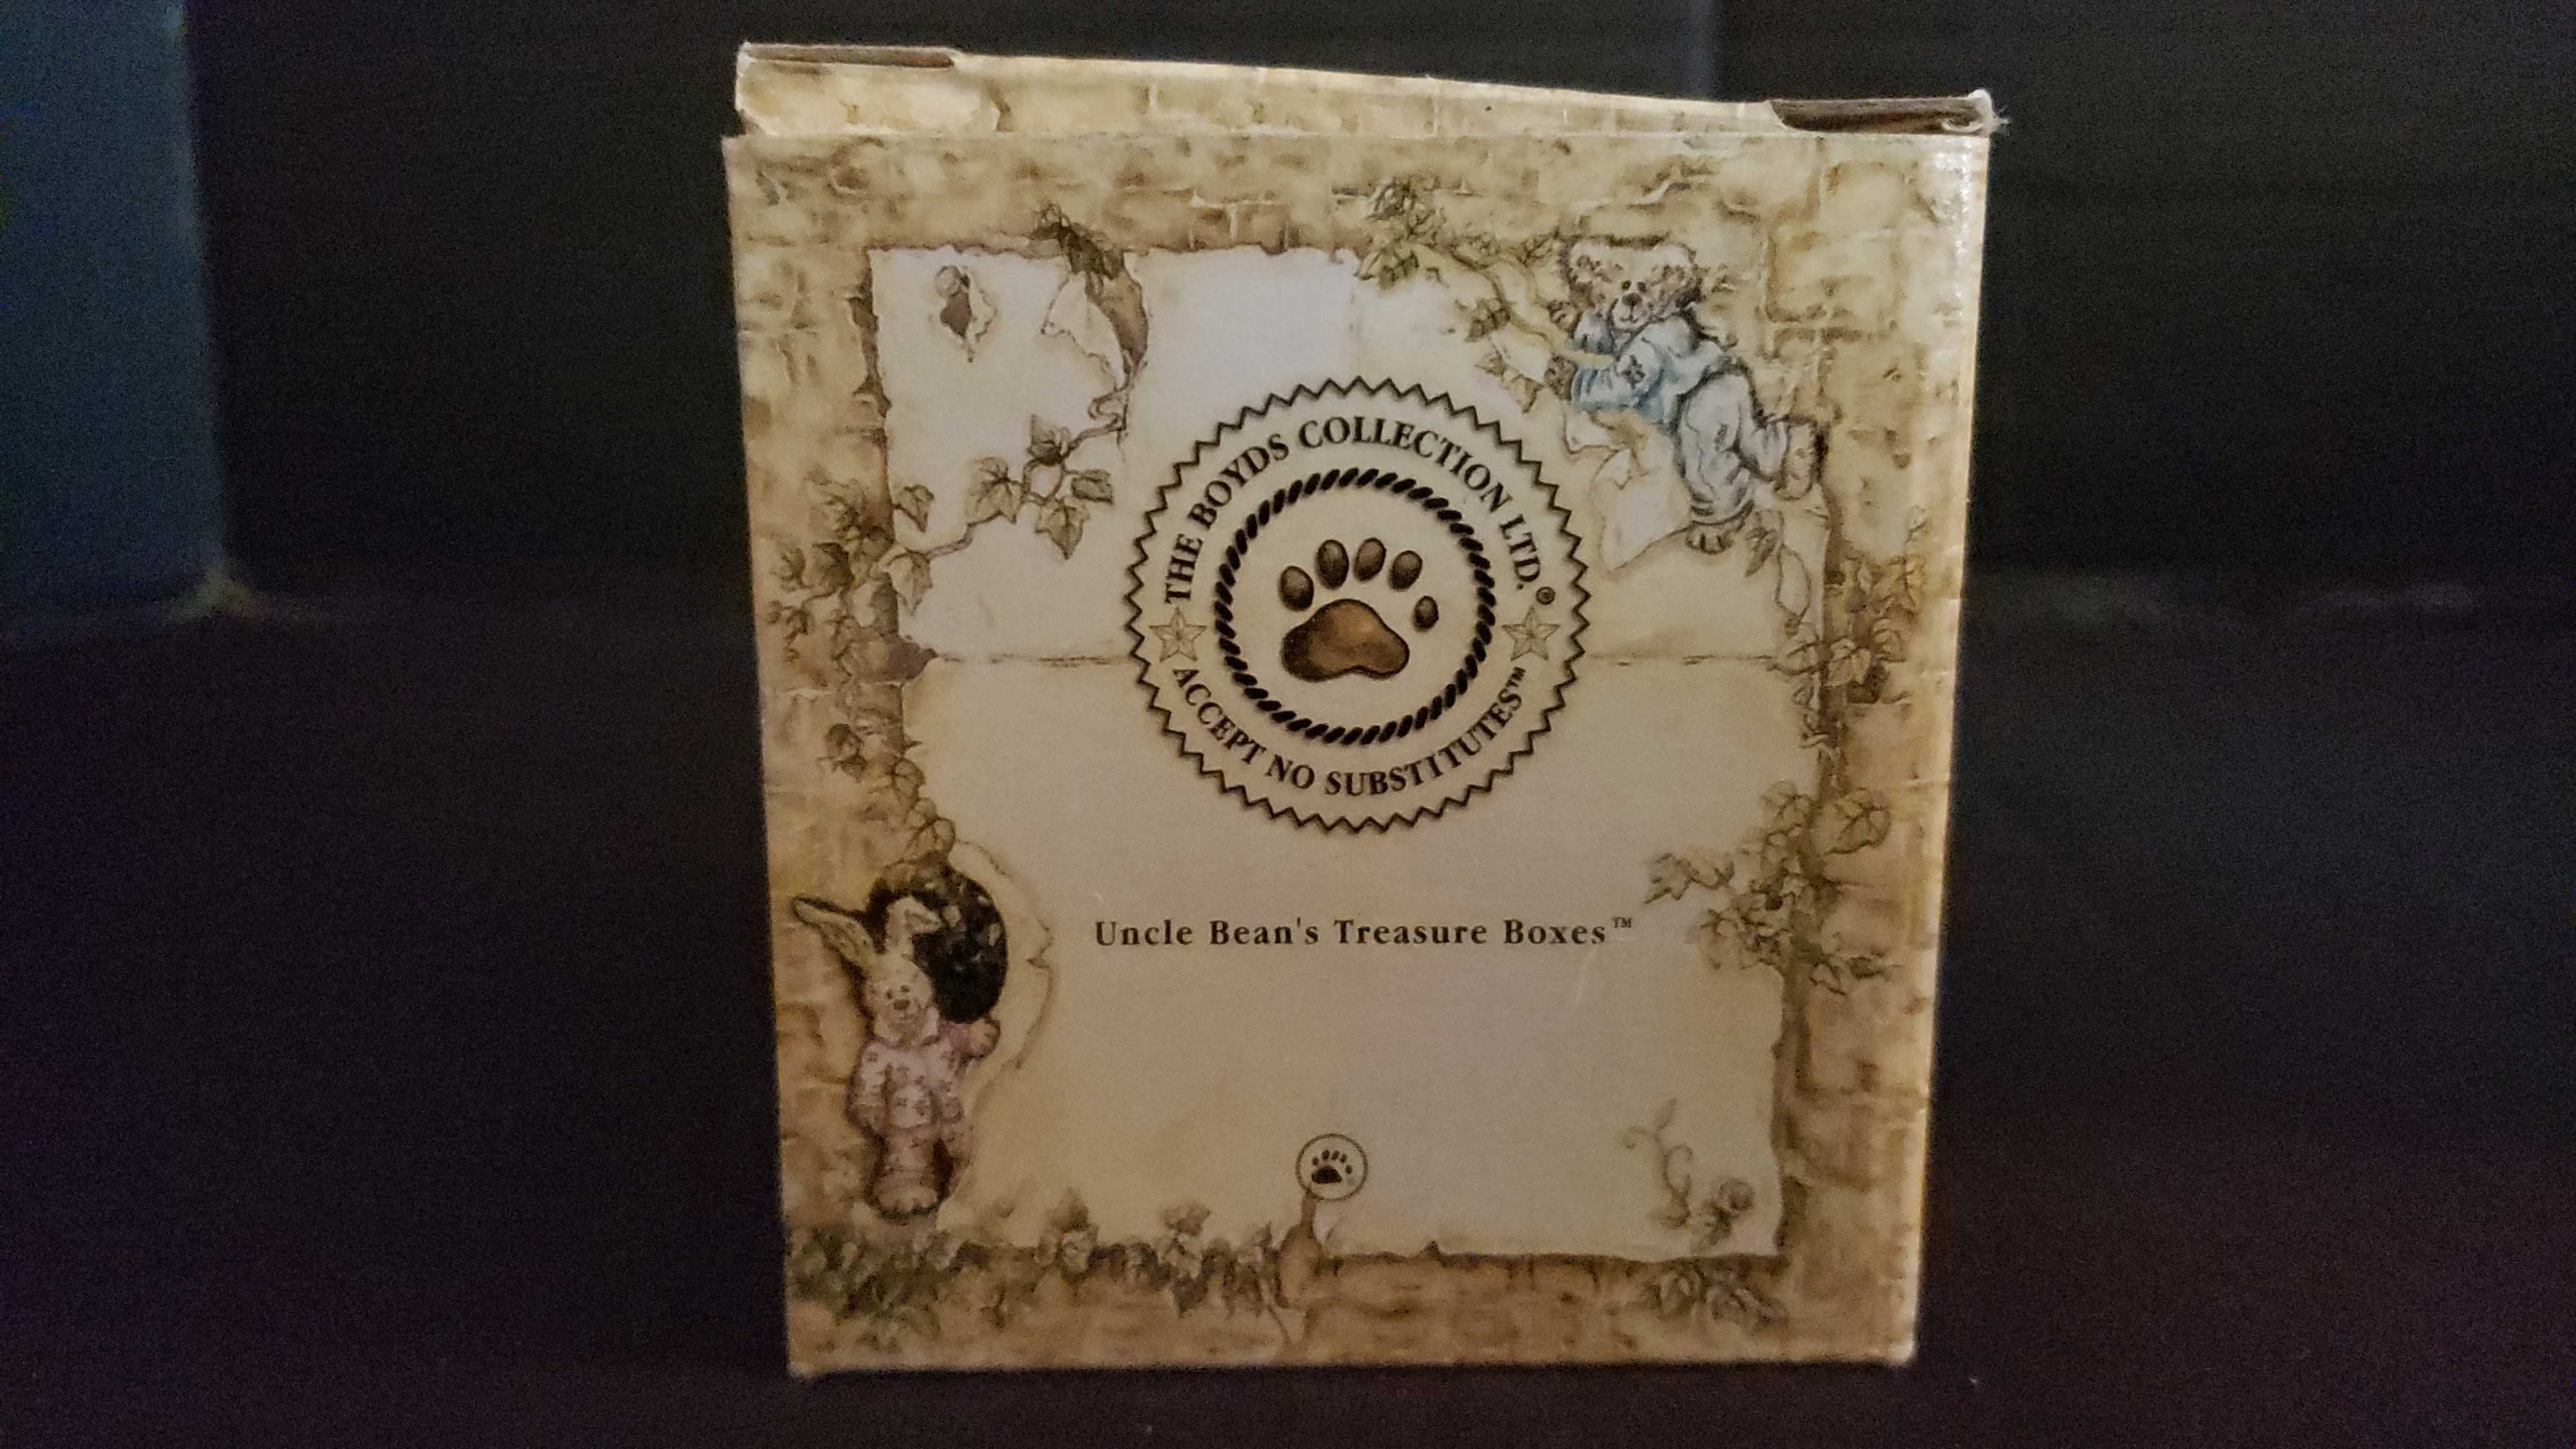 THE BOYDS COLLECTION LTD.®
ACCEPT NO SUBSTITUTES™
Uncle Bean's Treasure Boxes™